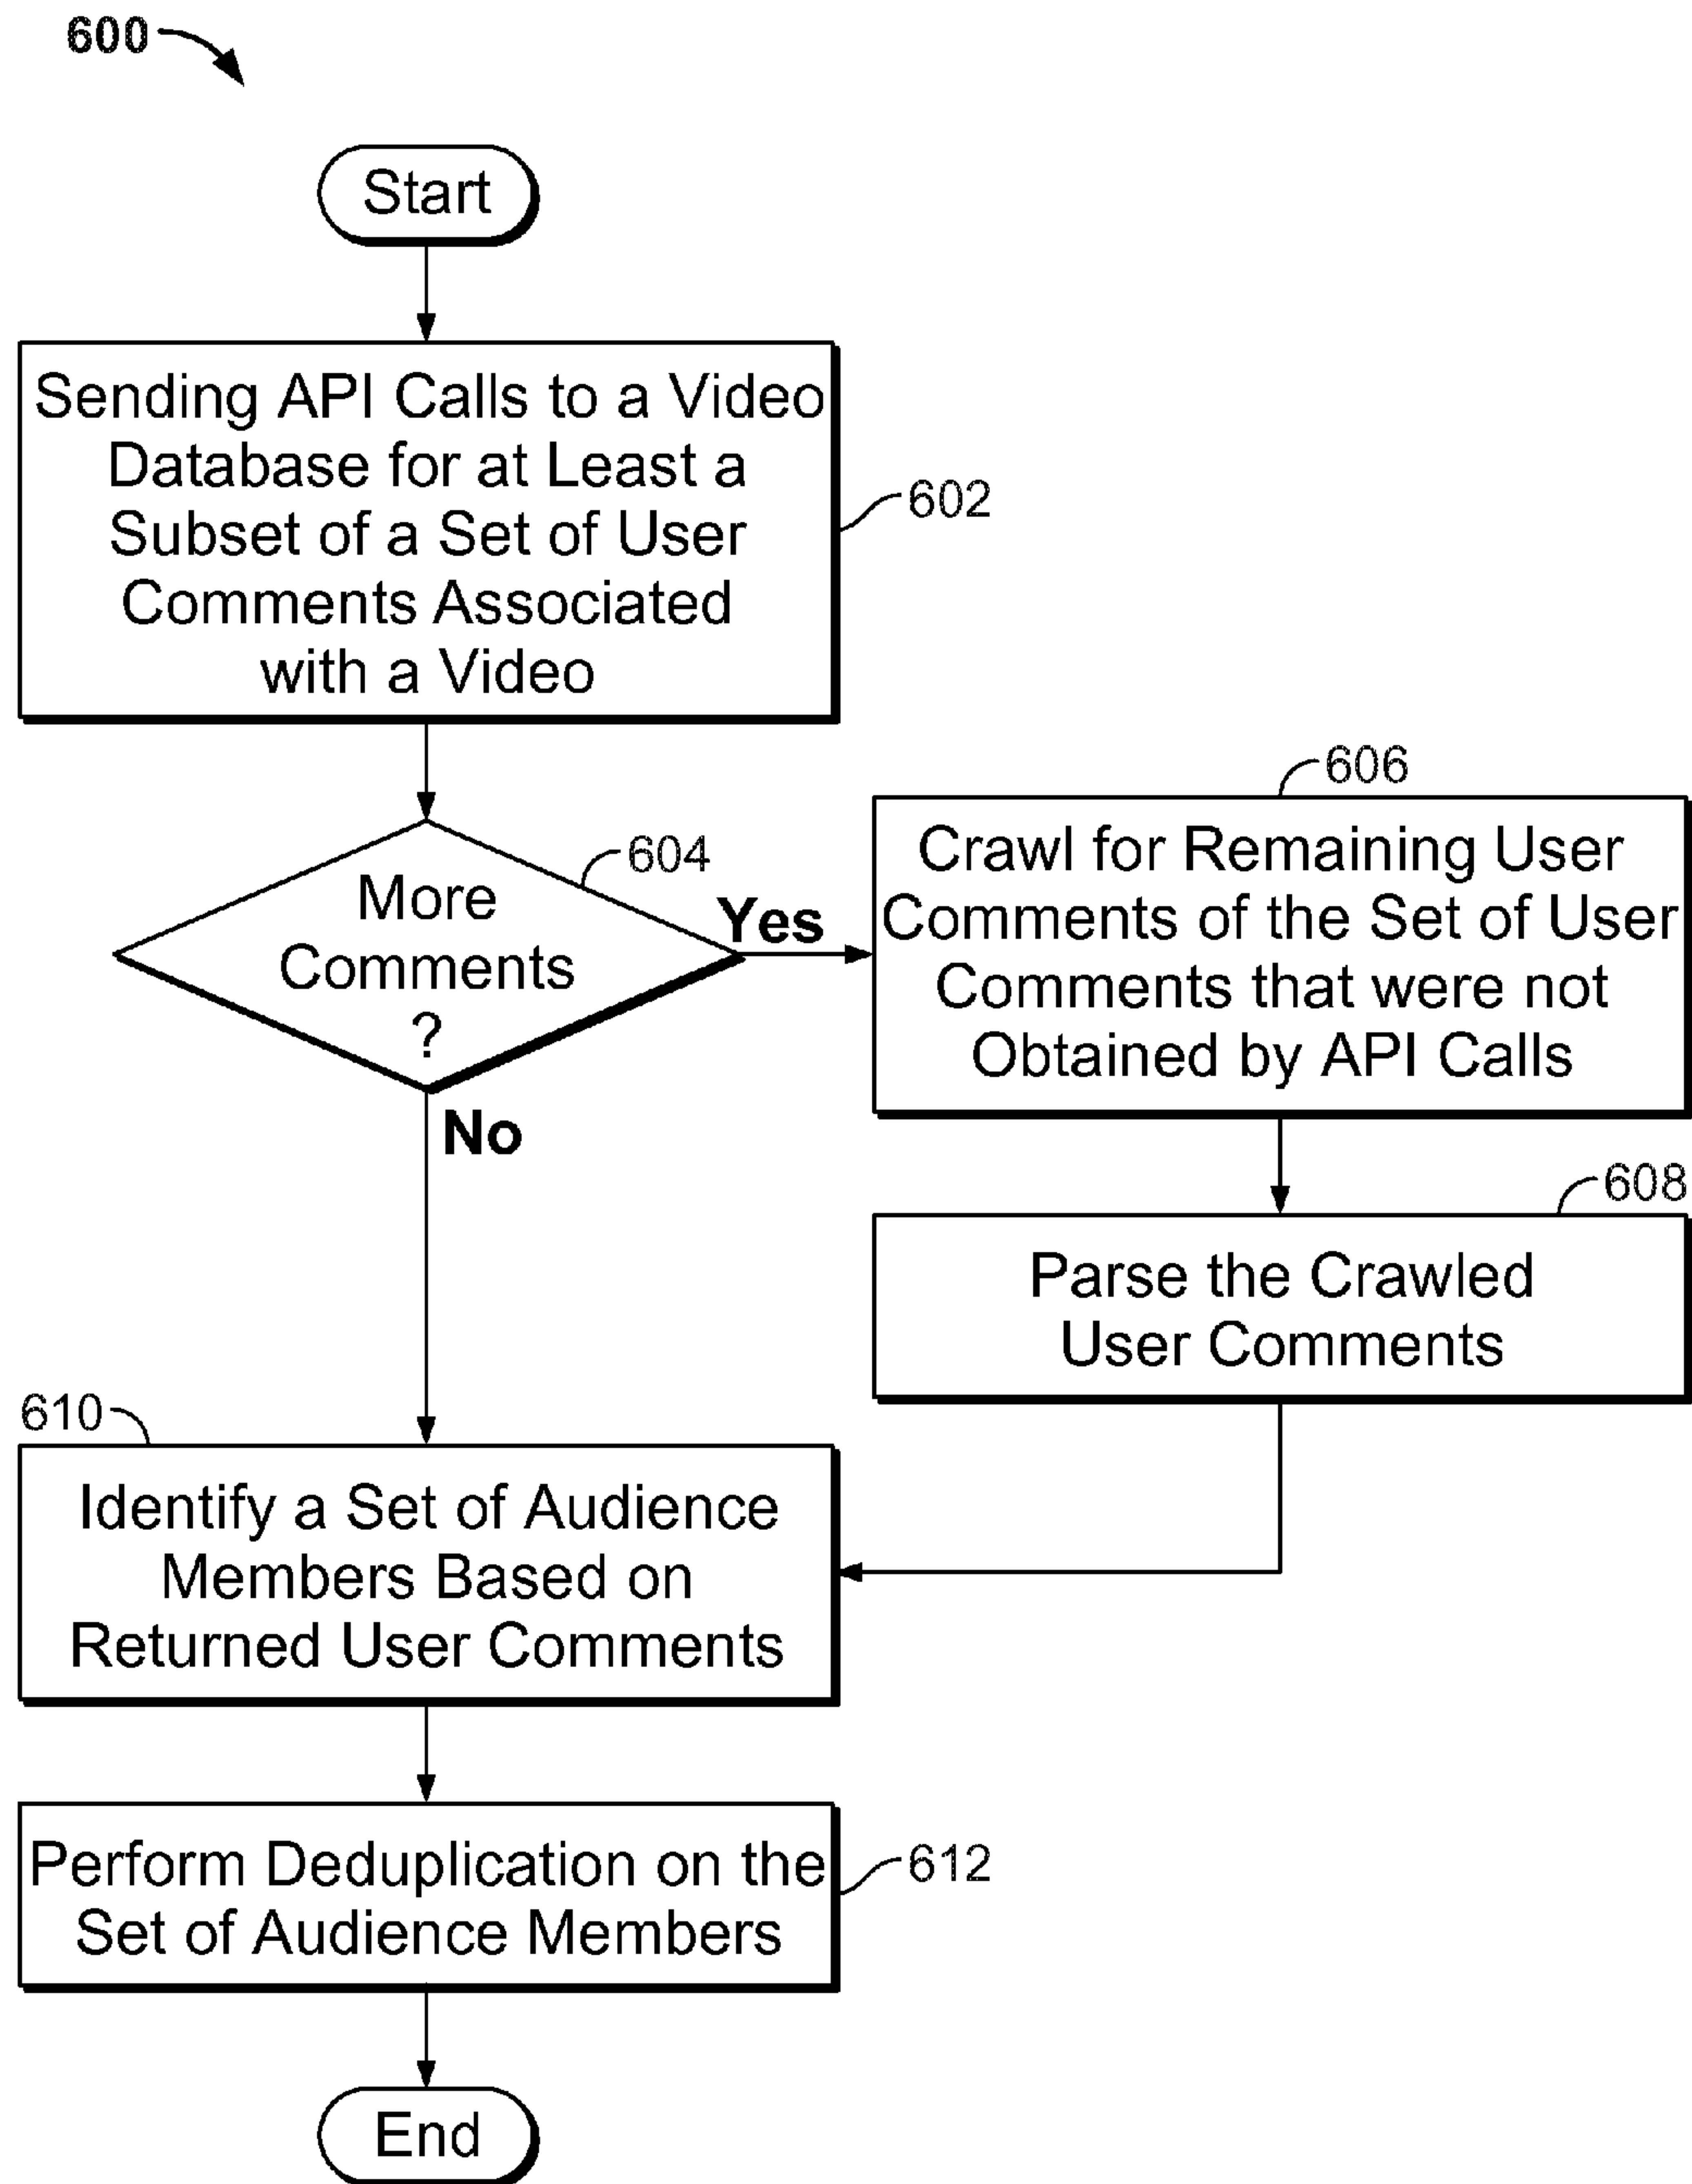 600
Start
Sending API Calls to a Video
Database for at Least a
Subset of a Set of User
Comments Associated
with a Video
602
More
Comments
?
604
Yes
No
606
Crawl for Remaining User
Comments of the Set of User
Comments that were not
Obtained by API Calls
608
Parse the Crawled
User Comments
610
Identify a Set of Audience
Members Based on
Returned User Comments
Perform Deduplication on the
Set of Audience Members
612
End